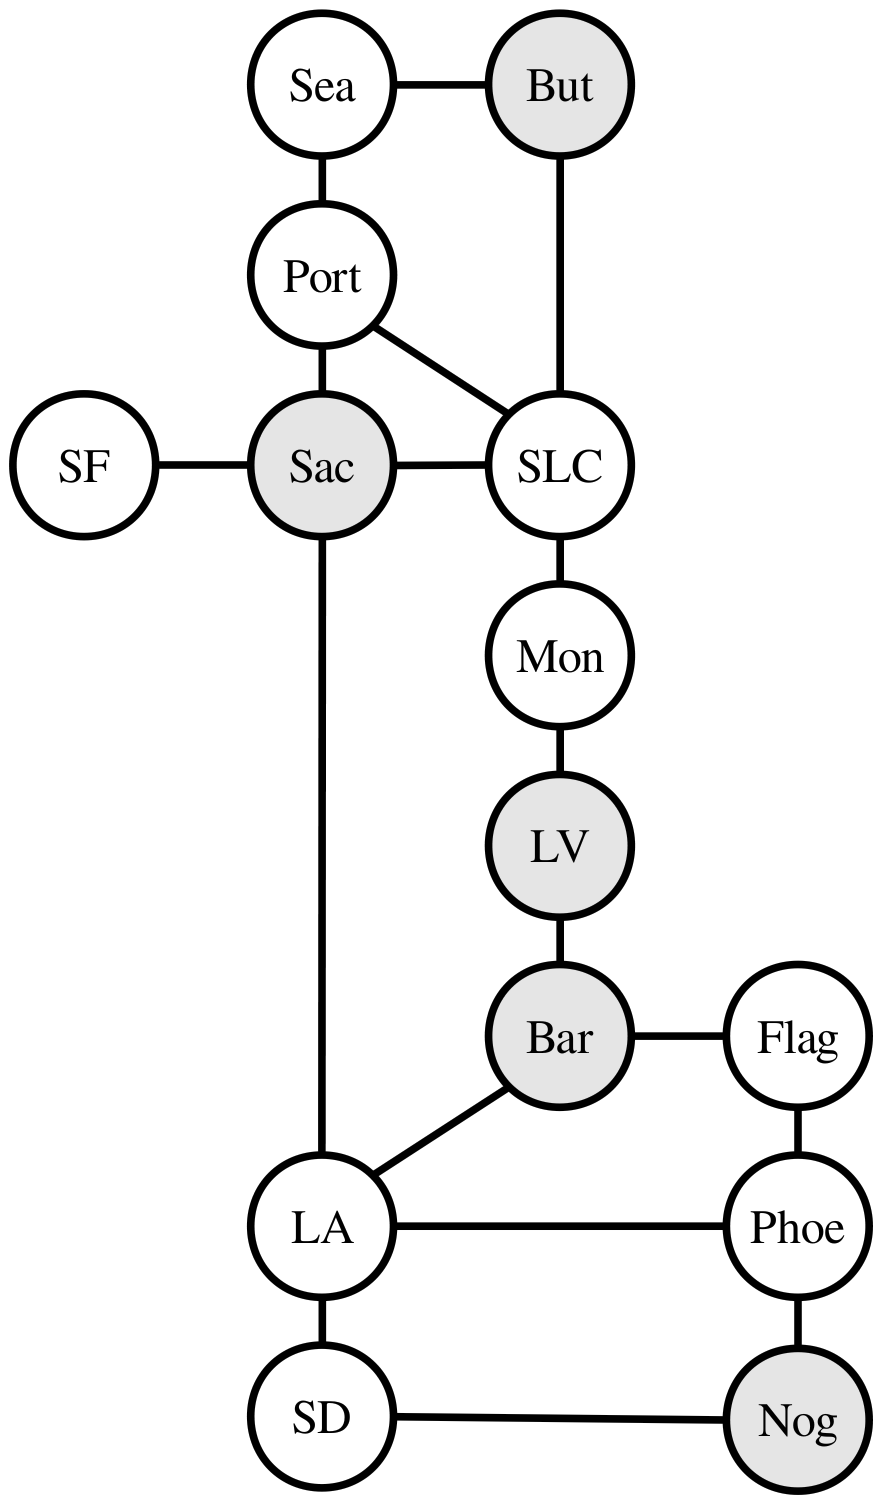 Sea
But
Port
SF
Sac
SLC
Mon
LV
Bar
Flag
LA
Phoe
SD
Nog